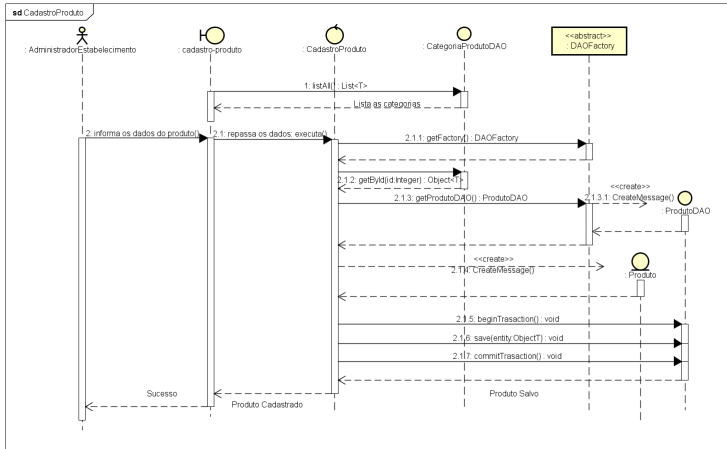 sd CadastroProduto
: AdministradorEstabelecimento
: cadastro-produto
: CadastroProduto
: CategoriaProdutoDAO
<<abstract>>
: DAOFactory
1: listAll() : List<T>
Lista as categorias
2: informa os dados do produto()
2.1: repassa os dados: executa()
2.1.1: getFactory() : DAOFactory
2.1.2: getById(id:Integer) : Object<T>
2.1.3: getProdutoDAO() : ProdutoDAO
<<create>>
2.1.3.1: CreateMessage()
: ProdutoDAO
<<create>>
2.1.4: CreateMessage()
: Produto
2.1.5: beginTrasaction() : void
2.1.6: save(entity:ObjectT) : void
2.1.7: commitTrasaction() : void
Sucesso
Produto Cadastrado
Produto Salvo